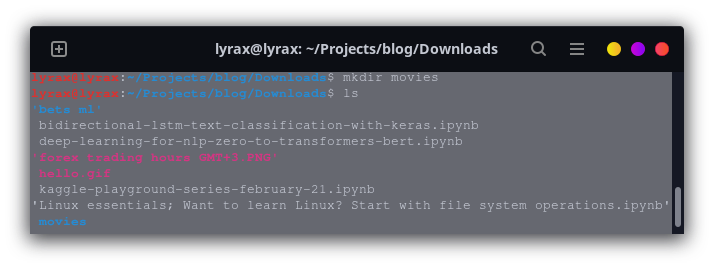 lyrax@lyrax: ~/Projects/blog/Downloads
lyrax@lyrax:~/Projects/blog/Downloads$ mkdir movies
lyrax@lyrax:~/Projects/blog/Downloads$ ls
'bets ml'
bidirectional-lstm-text-classification-with-keras.ipynb
deep-learning-for-nlp-zero-to-transformers-bert.ipynb
'forex trading hours GMT+3.PNG'
hello.gif
kaggle-playground-series-february-21.ipynb
'Linux essentials; Want to learn Linux? Start with file system operations.ipynb'
movies